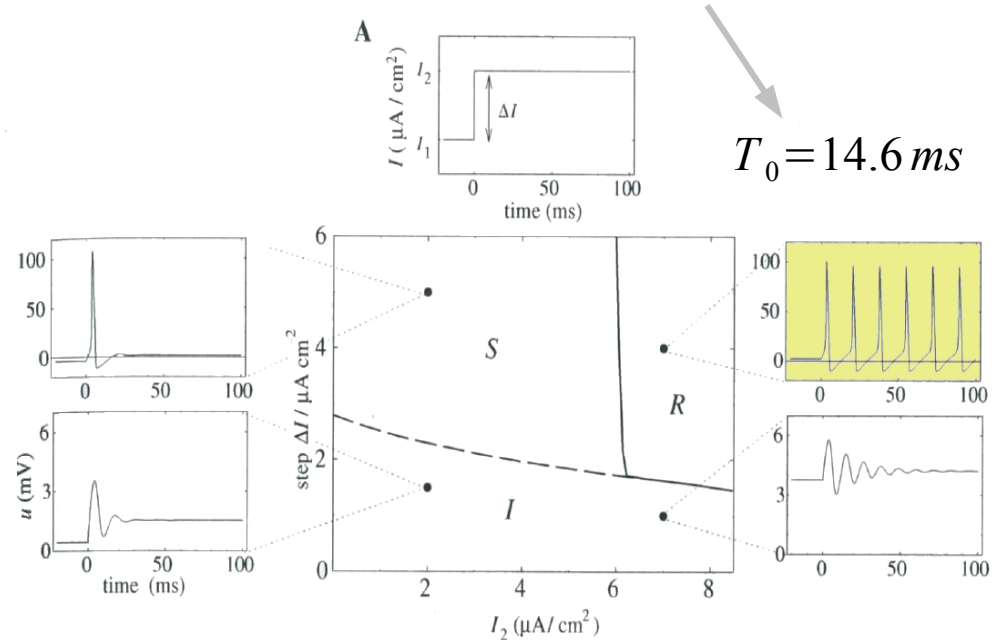 A
I ( μA / cm²)
I₂
I₁
ΔI
0 50 100
time (ms)
T₀=14.6 ms
100
50
0
0 50 100
6
3
0
u (mV)
0 50 100
time (ms)
6
4
2
0
step ΔI / μA cm²
S
R
I
2 4 6 8
I₂ (μA/ cm²)
100
50
0
0 50 100
6
3
0
0 50 100